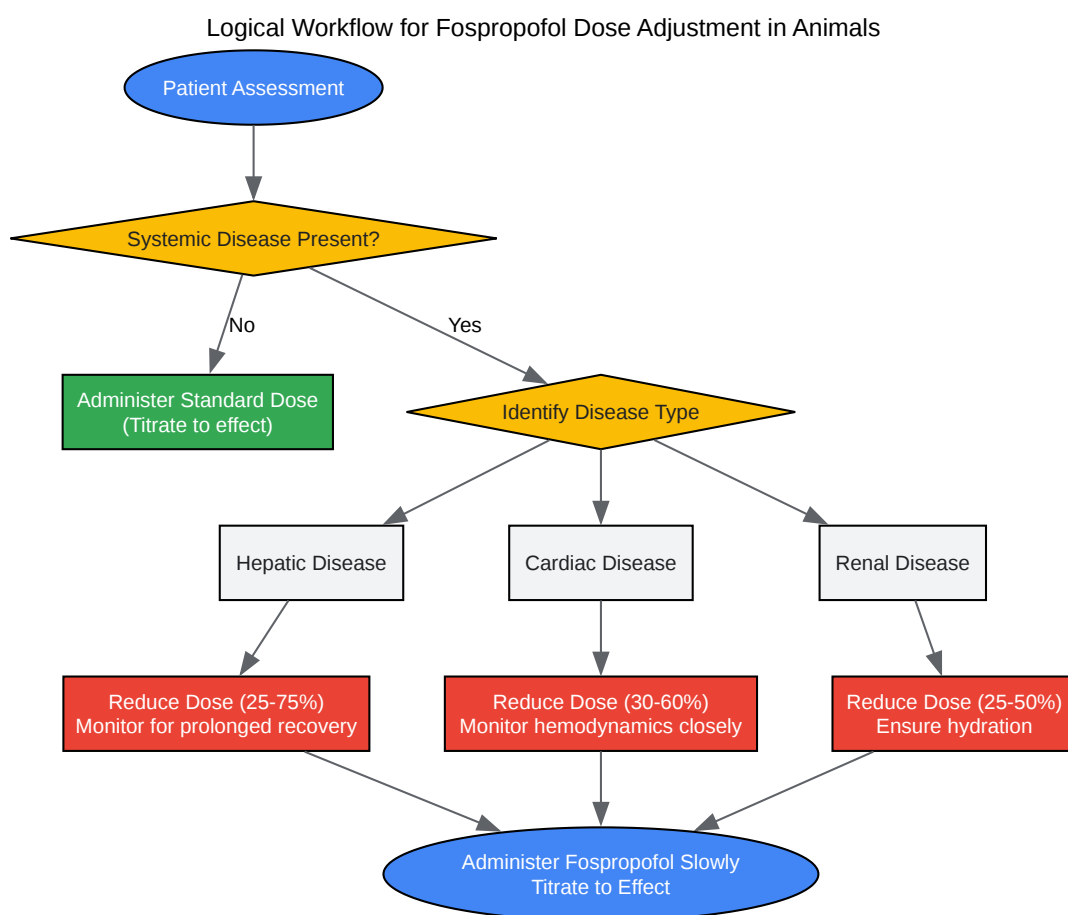 Logical Workflow for Fospropofol Dose Adjustment in Animals
Patient Assessment
Systemic Disease Present?
No
Yes
Administer Standard Dose
(Titrate to effect)
Identify Disease Type
Hepatic Disease
Cardiac Disease
Renal Disease
Reduce Dose (25-75%)
Monitor for prolonged recovery
Reduce Dose (30-60%)
Monitor hemodynamics closely
Reduce Dose (25-50%)
Ensure hydration
Administer Fospropofol Slowly
Titrate to Effect